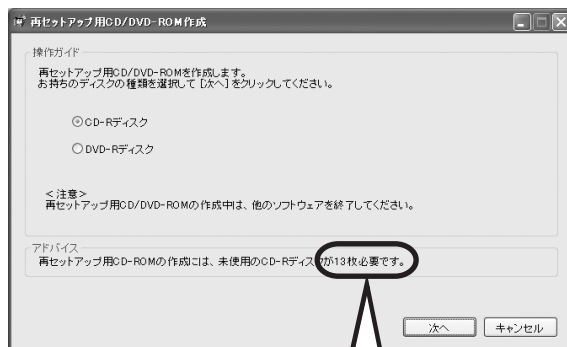 再セットアップ用CD/DVD-ROM作成
操作ガイド
再セットアップ用CD/DVD-ROMを作成します。
お持ちのディスクの種類を選択して [次へ] をクリックしてください。
CD-Rディスク
DVD-Rディスク
<注意>
再セットアップ用CD/DVD-ROMの作成中は、他のソフトウェアを終了してください。
アドバイス
再セットアップ用CD-ROMの作成には、未使用のCD-Rディスクが13枚必要です。
次へ
キャンセル